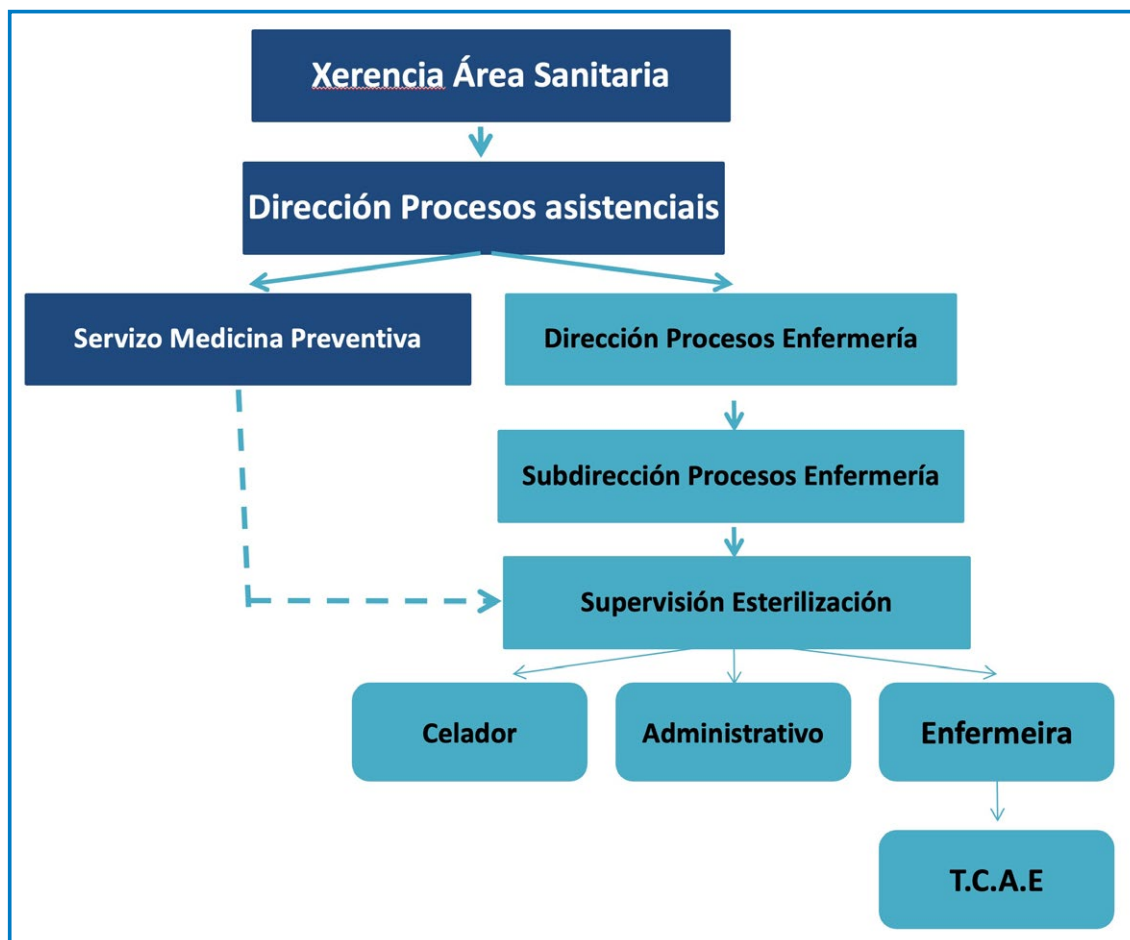 Xerencia Área Sanitaria
Dirección Procesos asistenciais
Servizo Medicina Preventiva
Dirección Procesos Enfermería
Subdirección Procesos Enfermería
Supervisión Esterilización
Celador
Administrativo
Enfermeira
T.C.A.E